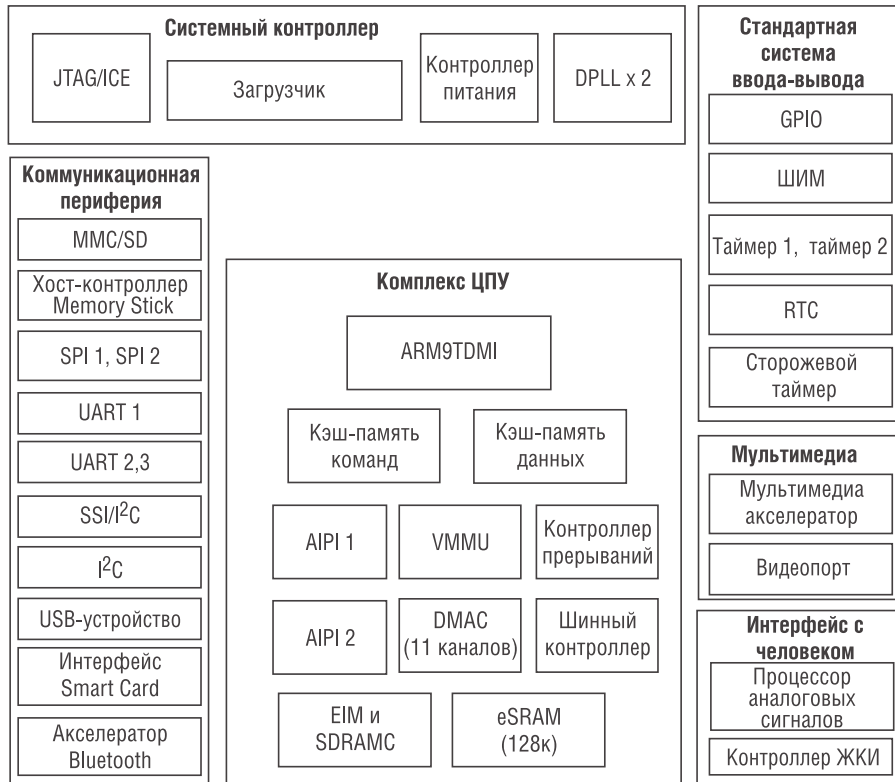 Системный контроллер
JTAG/ICE
Загрузчик
Контроллер
питания
DPLL x 2
Стандартная
система
ввода-вывода
GPIO
ШИМ
Таймер 1, таймер 2
RTC
Сторожевой
таймер
Коммуникационная
периферия
MMC/SD
Хост-контроллер
Memory Stick
SPI 1, SPI 2
UART 1
UART 2,3
SSI/I²C
I²C
USB-устройство
Интерфейс
Smart Card
Акселератор
Bluetooth
Комплекс ЦПУ
ARM9TDMI
Кэш-память
команд
Кэш-память
данных
AIPI 1
VMMU
Контроллер
прерываний
AIPI 2
DMAC
(11 каналов)
Шинный
контроллер
EIM и
SDRAMC
eSRAM
(128к)
Мультимедиа
Мультимедиа
акселератор
Видеопорт
Интерфейс с
человеком
Процессор
аналоговых
сигналов
Контроллер ЖКИ